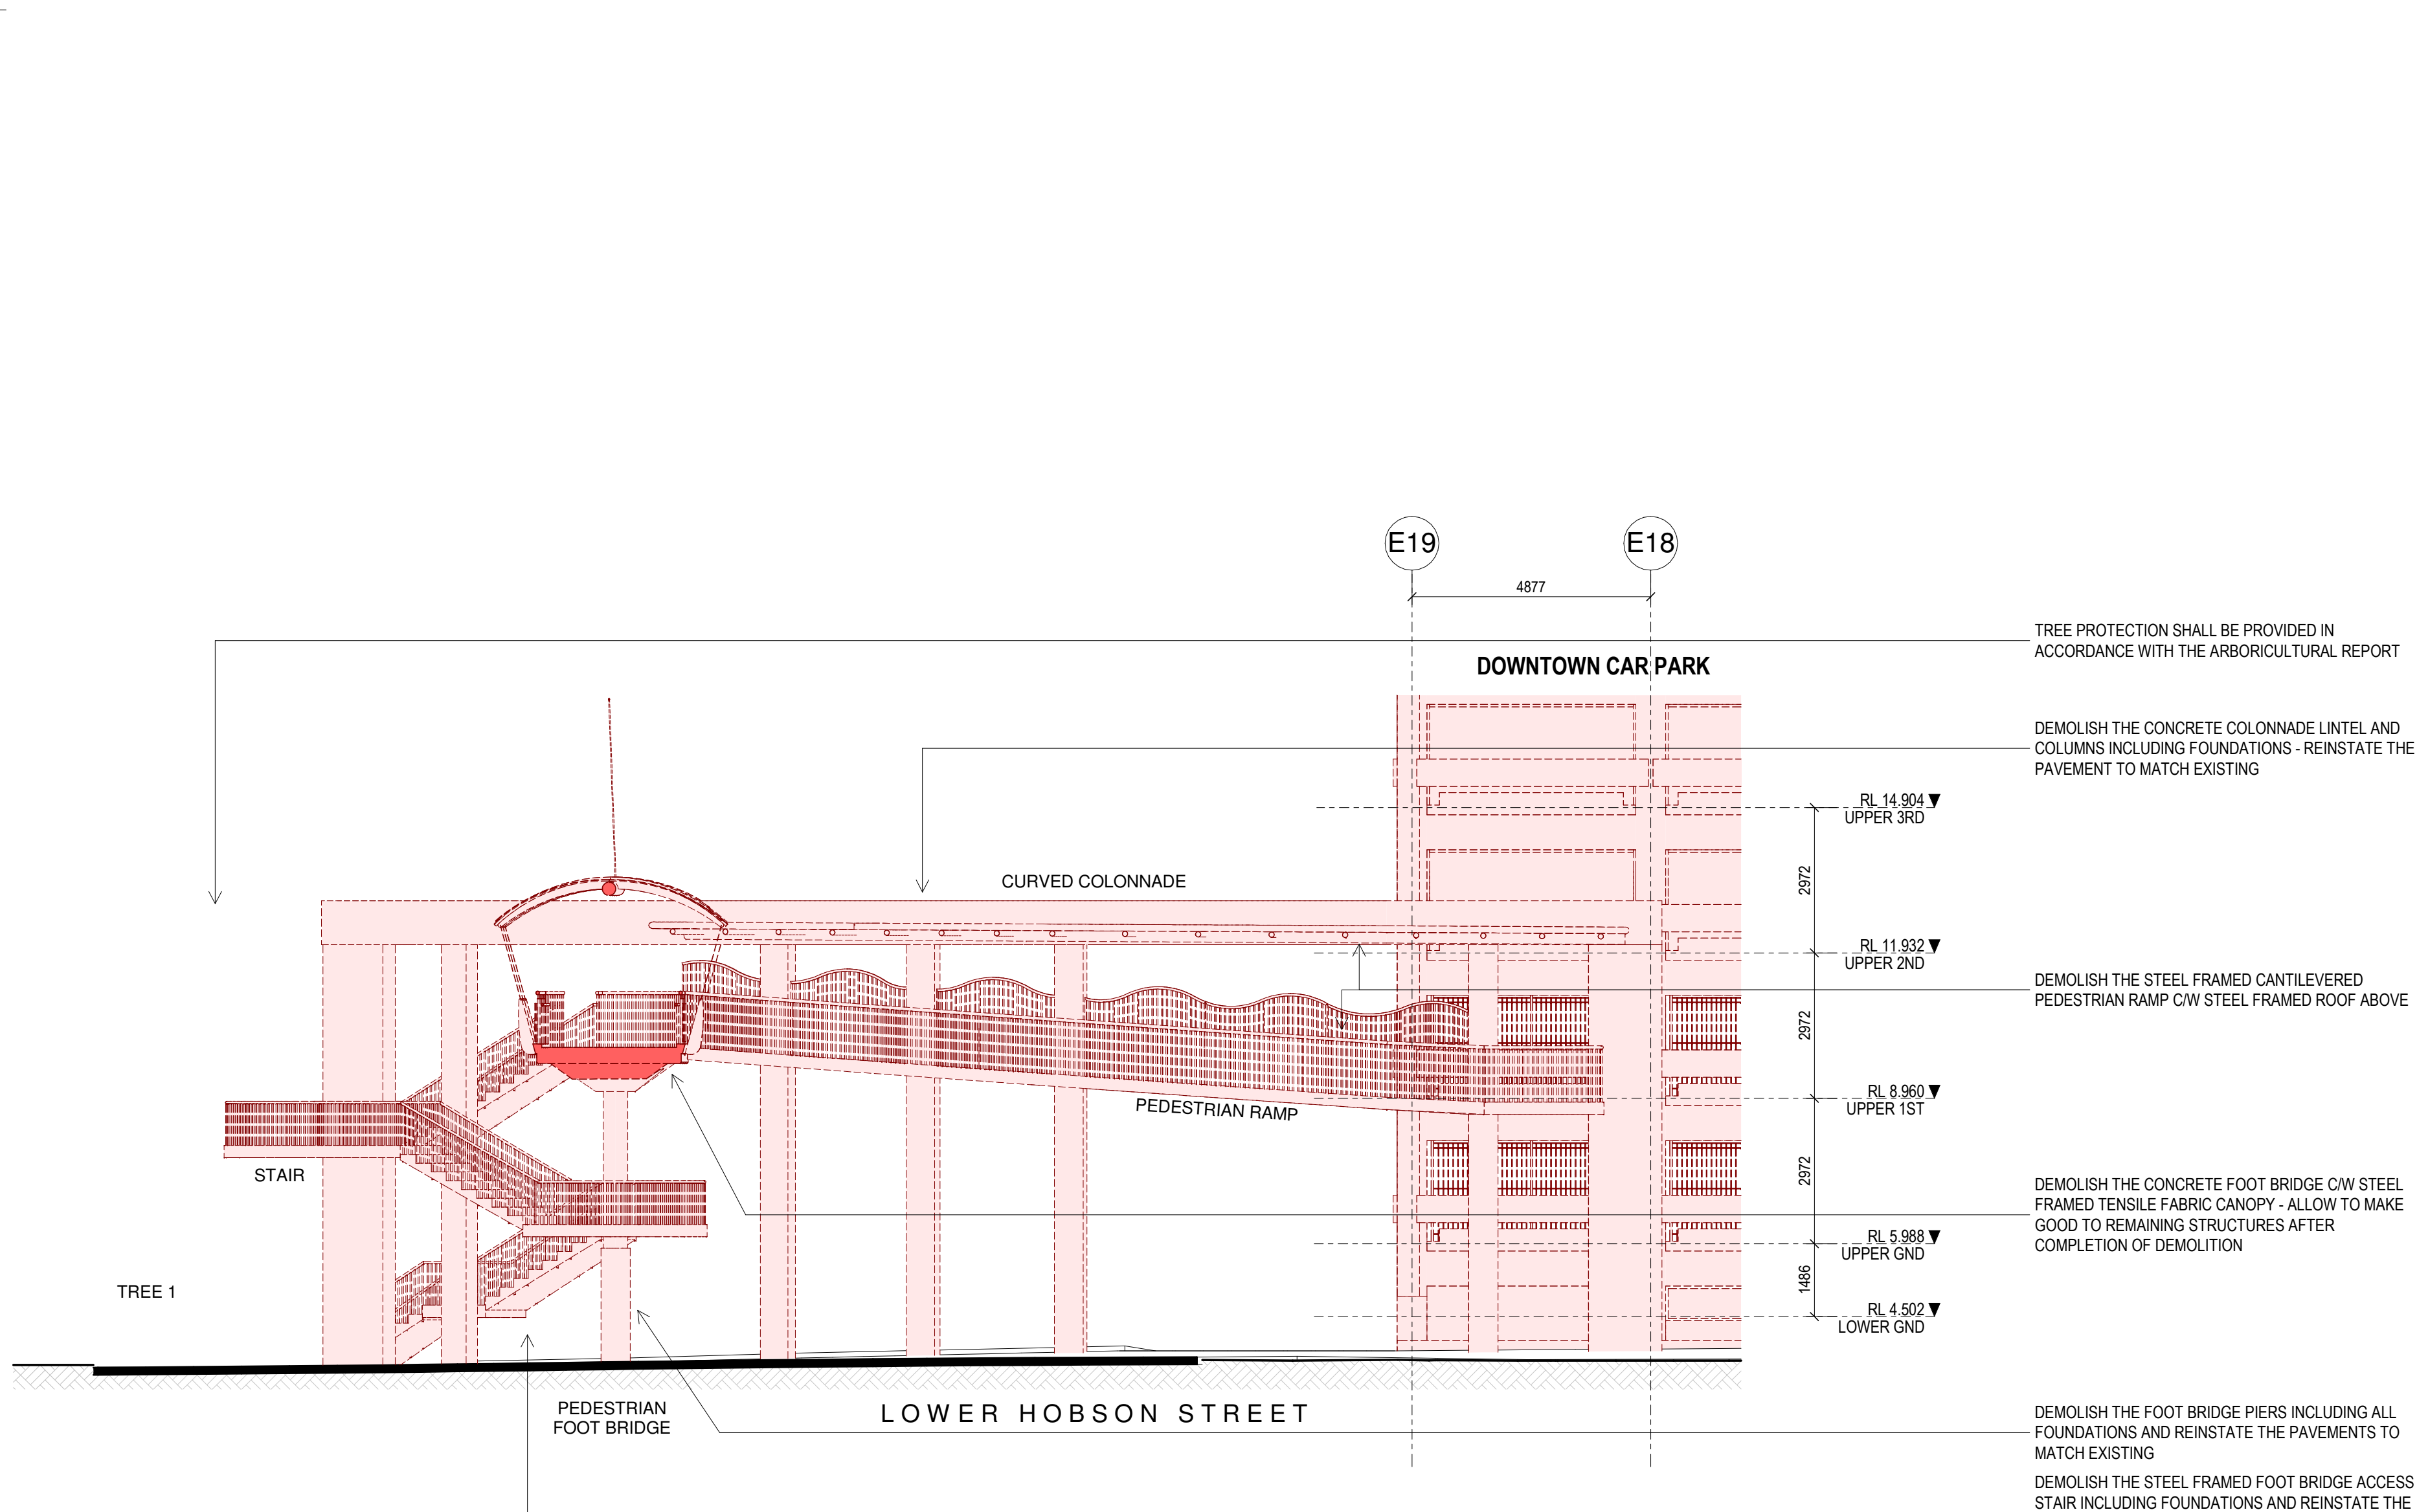 E19
E18
4877
TREE PROTECTION SHALL BE PROVIDED IN
ACCORDANCE WITH THE ARBORICULTURAL REPORT
DOWNTOWN CAR PARK
DEMOLISH THE CONCRETE COLONNADE LINTEL AND
COLUMNS INCLUDING FOUNDATIONS - REINSTATE THE
PAVEMENT TO MATCH EXISTING
RL 14.904
UPPER 3RD
2972
CURVED COLONNADE
RL 11.932
UPPER 2ND
DEMOLISH THE STEEL FRAMED CANTILEVERED
PEDESTRIAN RAMP C/W STEEL FRAMED ROOF ABOVE
2972
RL 8.960
UPPER 1ST
PEDESTRIAN RAMP
STAIR
2972
DEMOLISH THE CONCRETE FOOT BRIDGE C/W STEEL
FRAMED TENSILE FABRIC CANOPY - ALLOW TO MAKE
GOOD TO REMAINING STRUCTURES AFTER
COMPLETION OF DEMOLITION
RL 5.988
UPPER GND
1486
TREE 1
RL 4.502
LOWER GND
PEDESTRIAN
FOOT BRIDGE
LOWER HOBSON STREET
DEMOLISH THE FOOT BRIDGE PIERS INCLUDING ALL
FOUNDATIONS AND REINSTATE THE PAVEMENTS TO
MATCH EXISTING
DEMOLISH THE STEEL FRAMED FOOT BRIDGE ACCESS
STAIR INCLUDING FOUNDATIONS AND REINSTATE THE